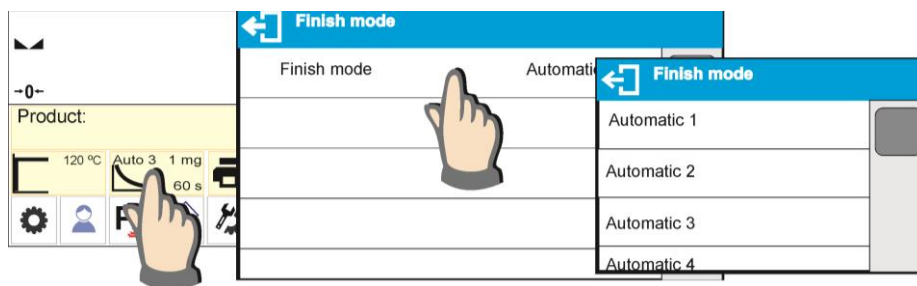 →0←
Product:
120 ºC
Auto 3 1 mg
60 s
Finish mode
Finish mode
Finish mode
Automatic 1
Automatic 2
Automatic 3
Automatic 4